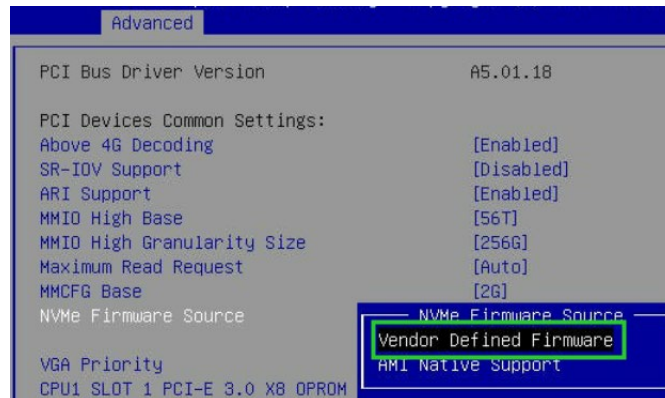 Advanced
PCI Bus Driver Version A5.01.18
PCI Devices Common Settings:
Above 4G Decoding [Enabled]
SR-IOV Support [Disabled]
ARI Support [Enabled]
MMIO High Base [56T]
MMIO High Granularity Size [256G]
Maximum Read Request [Auto]
MMCFG Base [2G]
NVMe Firmware Source
NVMe Firmware Source
Vendor Defined Firmware
AMI Native Support
VGA Priority
CPU1 SLOT 1 PCI-E 3.0 X8 OPROM